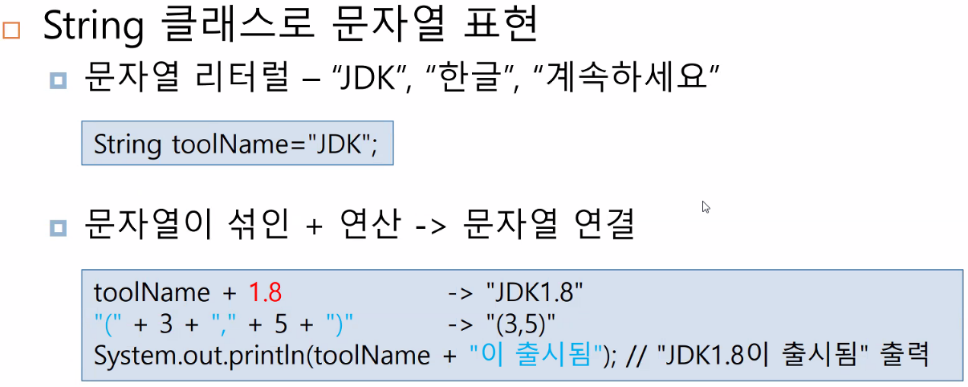 String 클래스로 문자열 표현
문자열 리터럴 – “JDK”, “한글”, “계속하세요”
String toolName="JDK";
문자열이 섞인 + 연산 -> 문자열 연결
toolName + 1.8 -> "JDK1.8"
"(" + 3 + "," + 5 + ")" -> "(3,5)"
System.out.println(toolName + "이 출시됨"); // "JDK1.8이 출시됨" 출력